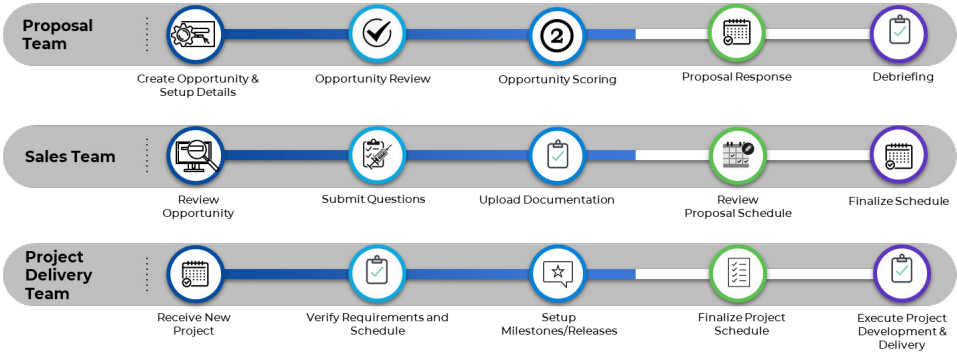 Proposal
Team
2
Create Opportunity &
Setup Details
Opportunity Review
Opportunity Scoring
Proposal Response
Debriefing
Sales Team
Review
Opportunity
Submit Questions
Upload Documentation
Review
Proposal Schedule
Finalize Schedule
Project
Delivery
Team
Receive New
Project
Verify Requirements and
Schedule
Setup
Milestones/Releases
Finalize Project
Schedule
Execute Project
Development &
Delivery